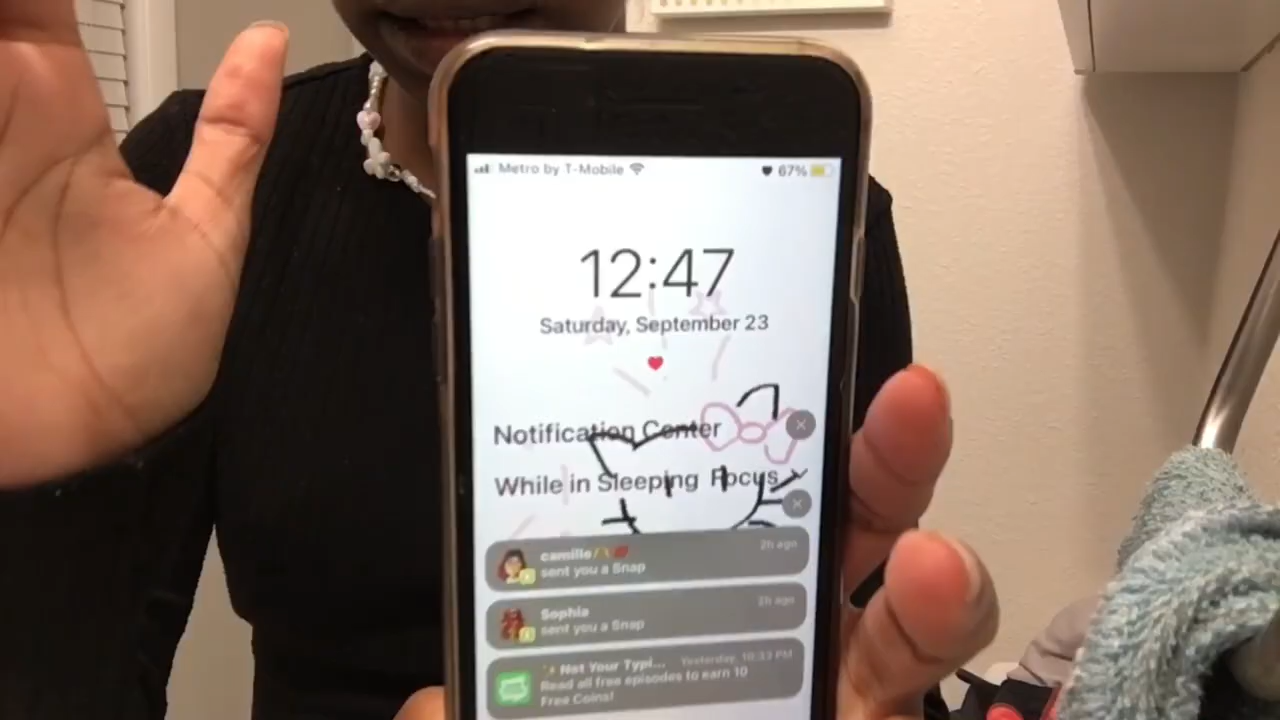 Metro by T-Mobile 67%
12:47
Saturday, September 23
Notification Center
While in Sleeping Focus
camille 2h ago
sent you a Snap
Sophia 2h ago
sent you a Snap
Not Your Typi... Yesterday, 10:33 PM
Read all free episodes to earn 10
Free Coins!